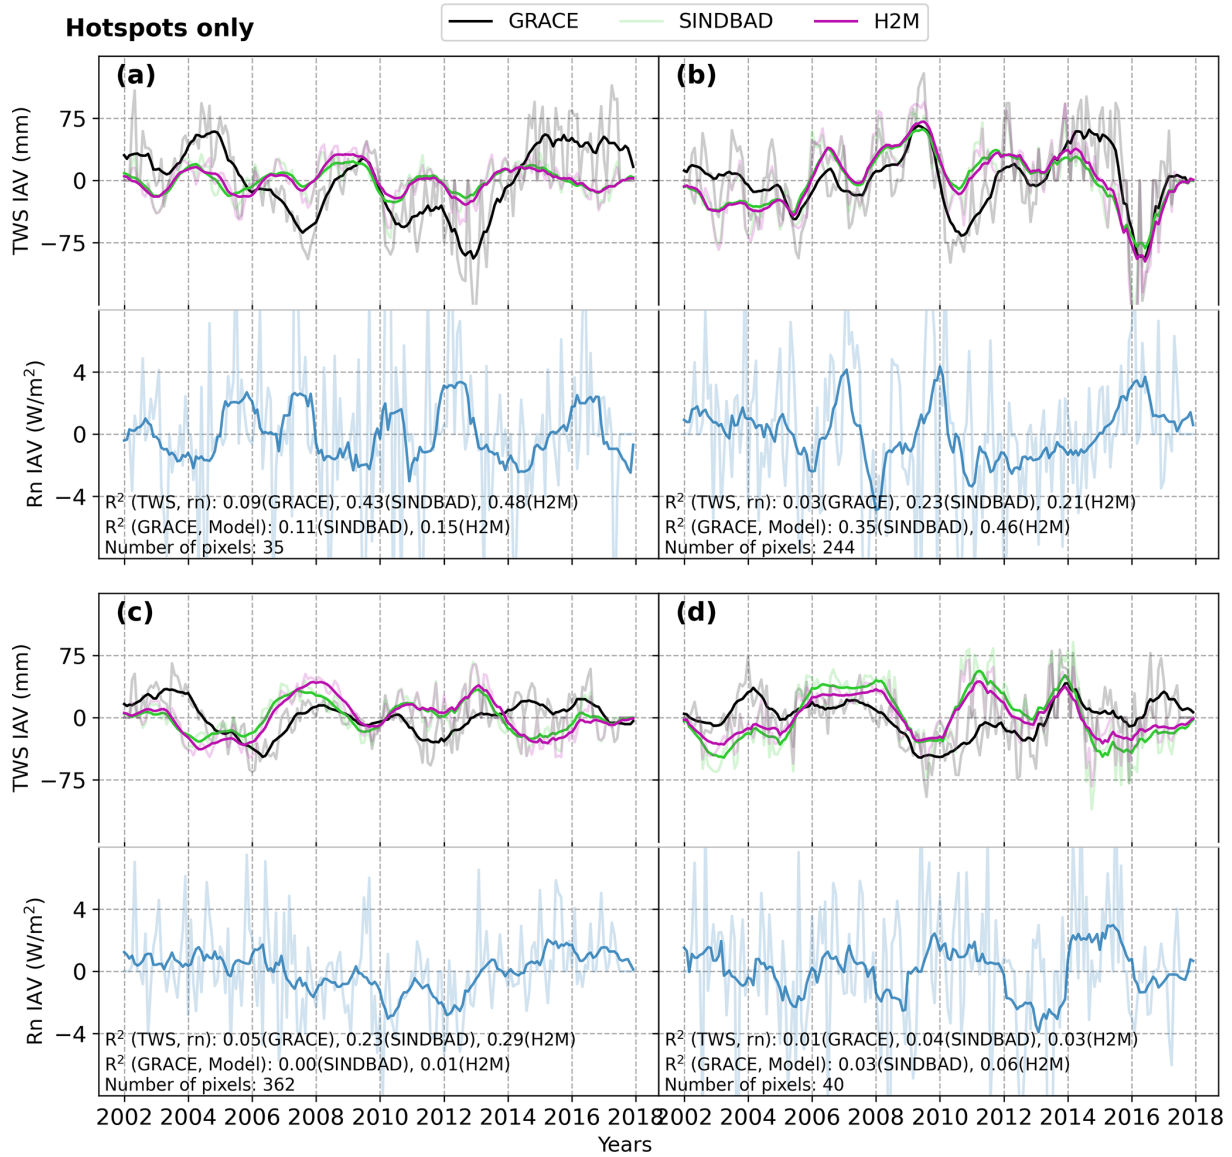 Hotspots only
GRACE SINDBAD H2M
(a) (b)
TWS IAV (mm)
75
0
−75
Rn IAV (W/m²)
4
0
−4
R² (TWS, rn): 0.09(GRACE), 0.43(SINDBAD), 0.48(H2M)
R² (GRACE, Model): 0.11(SINDBAD), 0.15(H2M)
Number of pixels: 35
R² (TWS, rn): 0.03(GRACE), 0.23(SINDBAD), 0.21(H2M)
R² (GRACE, Model): 0.35(SINDBAD), 0.46(H2M)
Number of pixels: 244
(c) (d)
TWS IAV (mm)
75
0
−75
Rn IAV (W/m²)
4
0
−4
R² (TWS, rn): 0.05(GRACE), 0.23(SINDBAD), 0.29(H2M)
R² (GRACE, Model): 0.00(SINDBAD), 0.01(H2M)
Number of pixels: 362
R² (TWS, rn): 0.01(GRACE), 0.04(SINDBAD), 0.03(H2M)
R² (GRACE, Model): 0.03(SINDBAD), 0.06(H2M)
Number of pixels: 40
2002 2004 2006 2008 2010 2012 2014 2016 2018 2002 2004 2006 2008 2010 2012 2014 2016 2018
Years